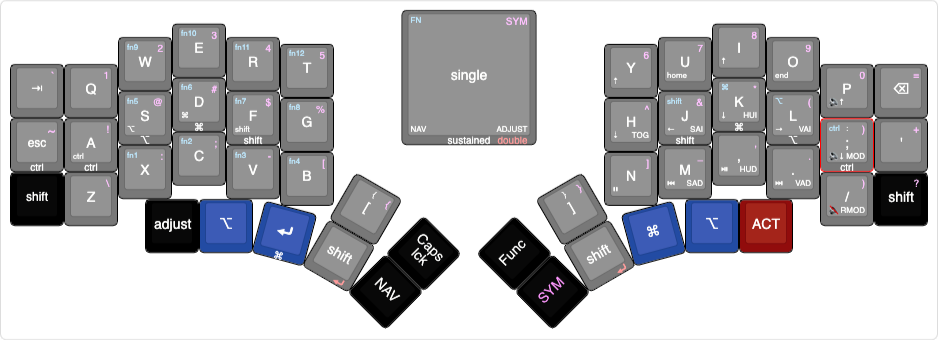 ⇥ `
Q 1
fn9 2
W
fn10 3
E
fn11 4
R
fn12 5
T
FN SYM
single
NAV ADJUST
sustained double
6
Y
↑
7
U
home
8
I
↑
9
O
end
0
P
↑
=
⌫
~
esc
ctrl
!
A
ctrl
ctrl
fn5 @
S
⌥
⌥
fn6 #
D
⌘
⌘
fn7 $
F
shift
shift
fn8 %
G
^
H
↓ TOG
shift &
J
← SAI
shift
⌘ *
K
↓ HUI
⌘
⌥ (
L
→ VAI
⌥
ctrl : )
;
↓ MOD
ctrl
+
'
shift
\
Z
fn1
X
:
fn2
C
;
fn3 -
V
fn4 [
B
]
N
⏸
_
M
⏮ SAD
,
HUD
.
⏭ VAD
)
/
RMOD
?
shift
adjust
⌥
↵
⌘
( {
[
shift
↵
Caps
lck
NAV
Func
SYM
) }
]
shift
↵
⌘
⌥
ACT